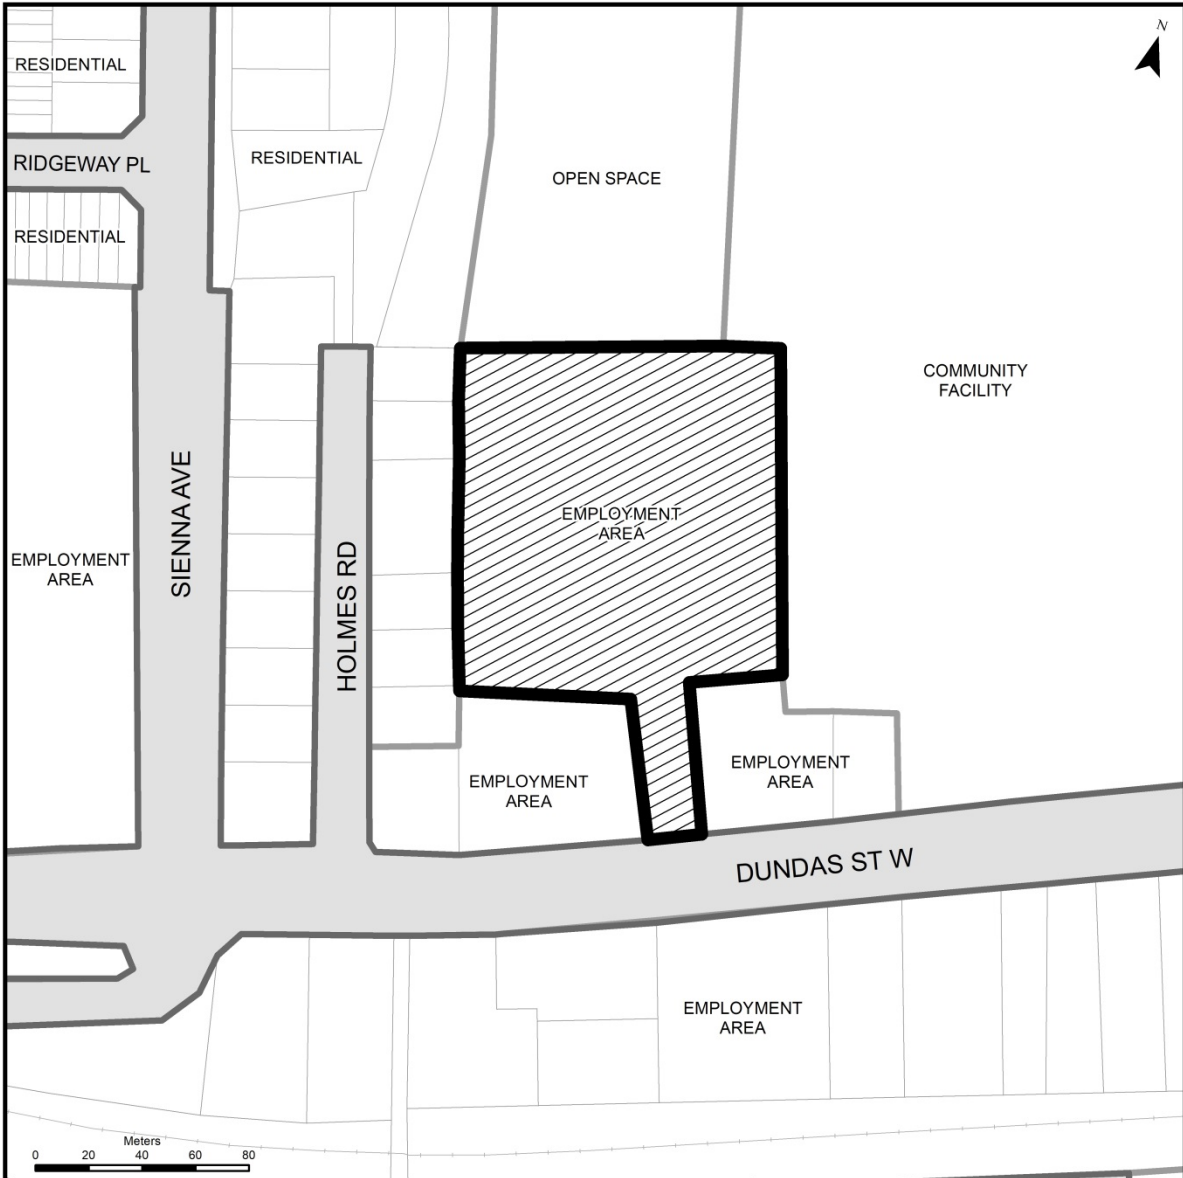 N
RESIDENTIAL
RIDGEWAY PL
RESIDENTIAL
OPEN SPACE
RESIDENTIAL
COMMUNITY
FACILITY
SIENNA AVE
HOLMES RD
EMPLOYMENT
AREA
EMPLOYMENT
AREA
EMPLOYMENT
AREA
EMPLOYMENT
AREA
DUNDAS ST W
EMPLOYMENT
AREA
Meters
0 20 40 60 80